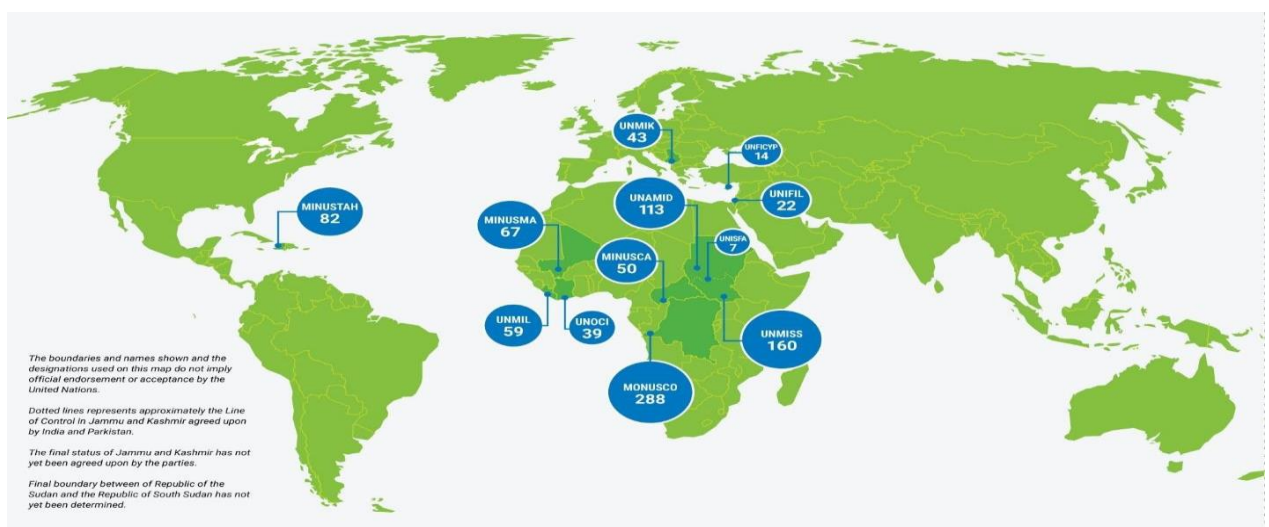 UNMIK
43
UNFICYP
14
UNAMID
113
UNIFIL
22
MINUSTAH
82
MINUSMA
67
UNISFA
7
MINUSCA
50
UNMIL
59
UNOCI
39
UNMISS
160
MONUSCO
288
The boundaries and names shown and the
designations used on this map do not imply
official endorsement or acceptance by the
United Nations.
Dotted lines represents approximately the Line
of Control in Jammu and Kashmir agreed upon
by India and Parkistan.
The final status of Jammu and Kashmir has not
yet been agreed upon by the parties.
Final boundary between of Republic of the
Sudan and the Republic of South Sudan has not
yet been determined.